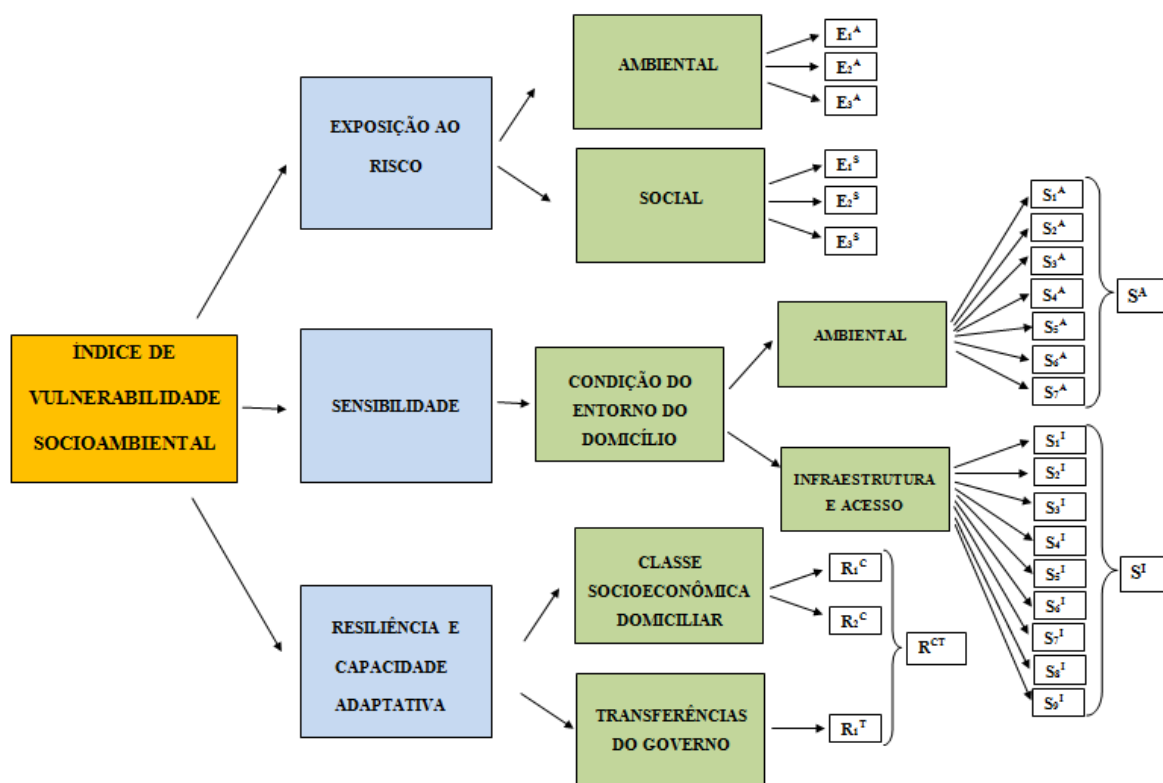 ÍNDICE DE
VULNERABILIDADE
SOCIOAMBIENTAL
EXPOSIÇÃO AO
RISCO
AMBIENTAL
E₁ᴬ
E₂ᴬ
E₃ᴬ
SOCIAL
E₁ˢ
E₂ˢ
E₃ˢ
SENSIBILIDADE
CONDIÇÃO DO
ENTORNO DO
DOMICÍLIO
AMBIENTAL
S₁ᴬ
S₂ᴬ
S₃ᴬ
S₄ᴬ
S₅ᴬ
S₆ᴬ
S₇ᴬ
Sᴬ
INFRAESTRUTURA
E ACESSO
S₁ᴵ
S₂ᴵ
S₃ᴵ
S₄ᴵ
S₅ᴵ
S₆ᴵ
S₇ᴵ
S₈ᴵ
S₉ᴵ
Sᴵ
RESILIÊNCIA E
CAPACIDADE
ADAPTATIVA
CLASSE
SOCIOECONÔMICA
DOMICILIAR
R₁ᶜ
R₂ᶜ
TRANSFERÊNCIAS
DO GOVERNO
R₁ᵀ
Rᶜᵀ